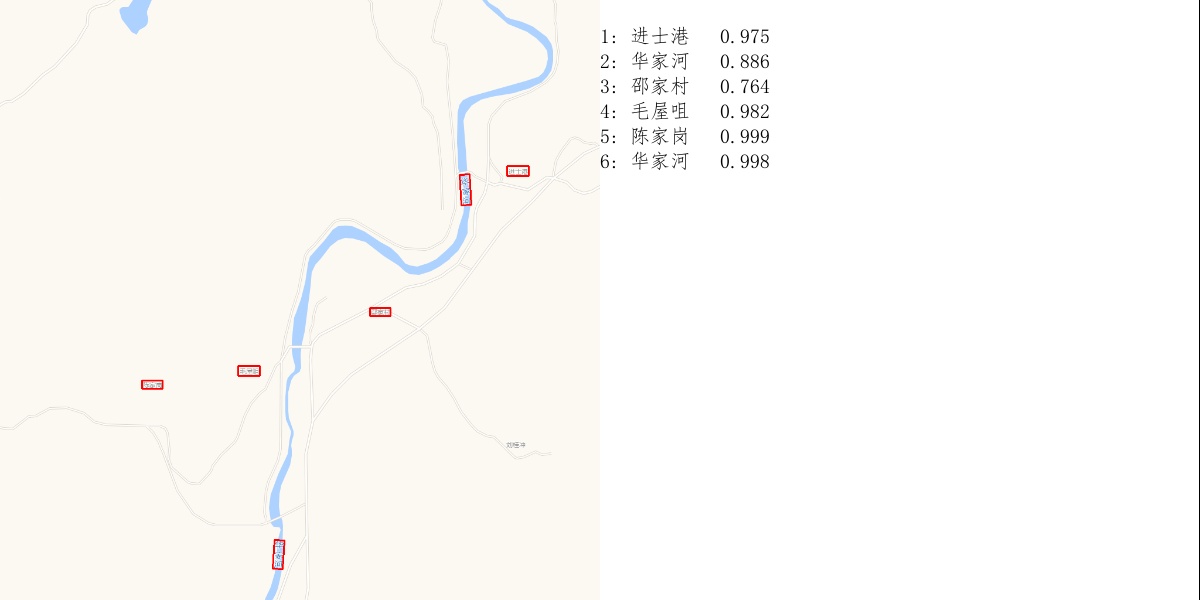 进士港
华家河
邵家村
毛屋咀
陈家岗
华家河
1: 进士港 0.975
2: 华家河 0.886
3: 邵家村 0.764
4: 毛屋咀 0.982
5: 陈家岗 0.999
6: 华家河 0.998